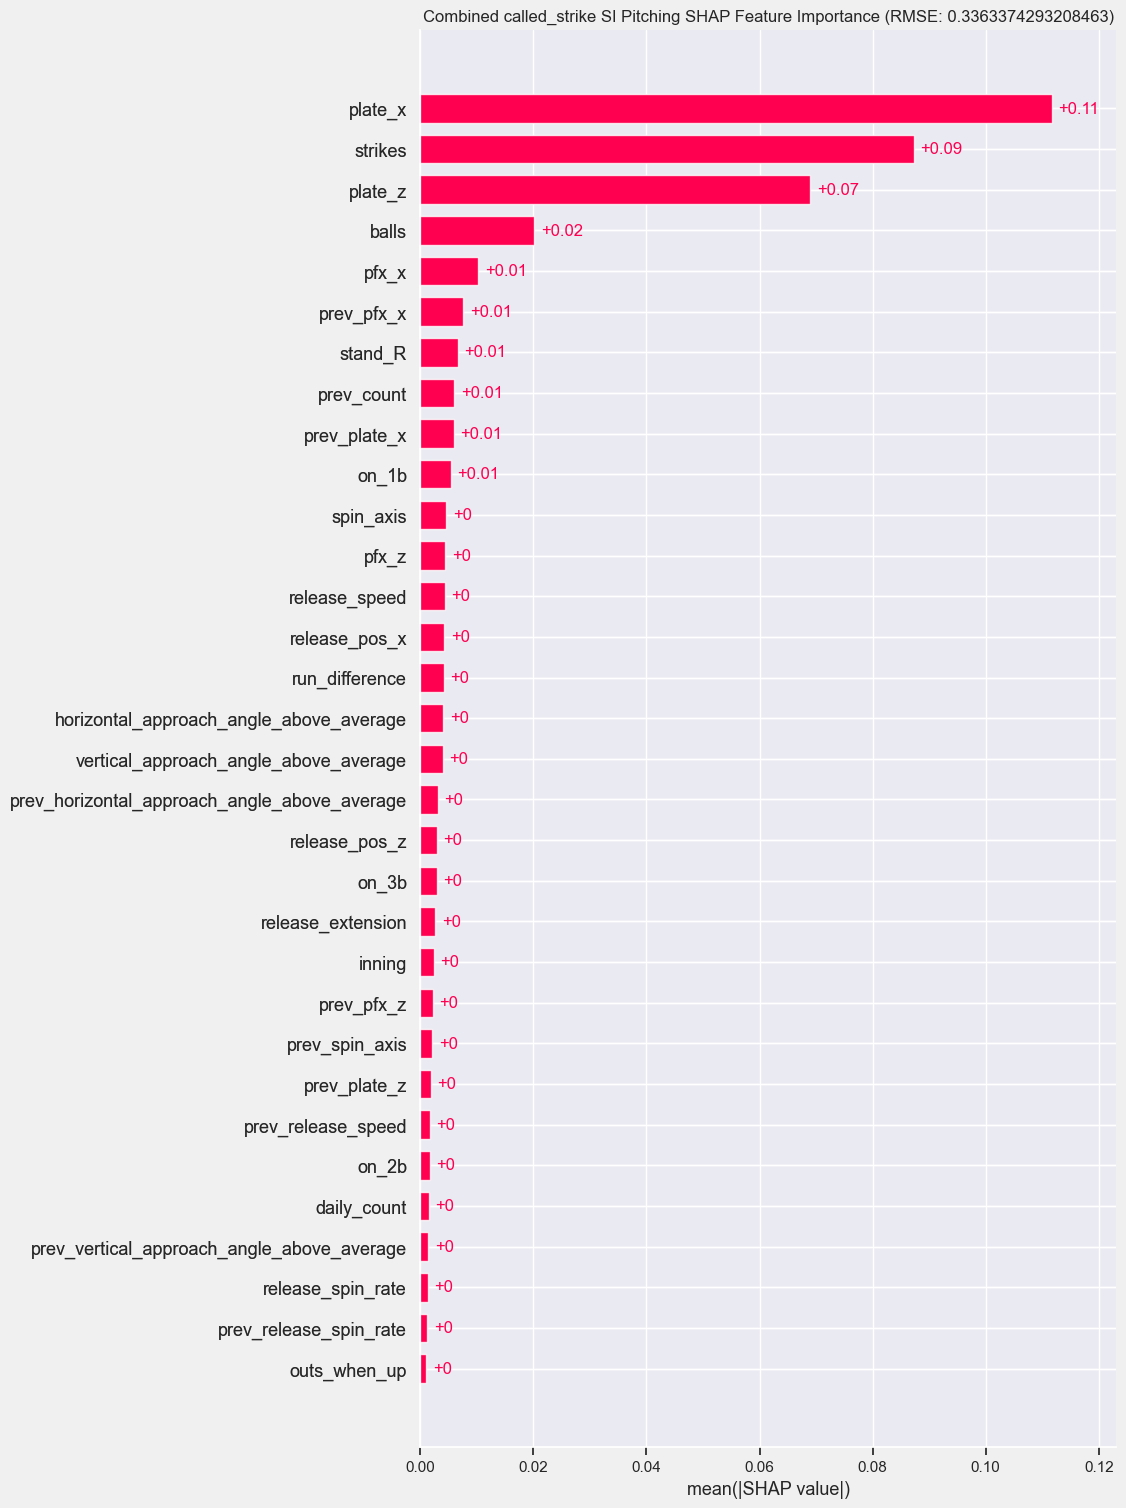 Combined called_strike SI Pitching SHAP Feature Importance (RMSE: 0.3363374293208463)
plate_x +0.11
strikes +0.09
plate_z +0.07
balls +0.02
pfx_x +0.01
prev_pfx_x +0.01
stand_R +0.01
prev_count +0.01
prev_plate_x +0.01
on_1b +0.01
spin_axis +0
pfx_z +0
release_speed +0
release_pos_x +0
run_difference +0
horizontal_approach_angle_above_average +0
vertical_approach_angle_above_average +0
prev_horizontal_approach_angle_above_average +0
release_pos_z +0
on_3b +0
release_extension +0
inning +0
prev_pfx_z +0
prev_spin_axis +0
prev_plate_z +0
prev_release_speed +0
on_2b +0
daily_count +0
prev_vertical_approach_angle_above_average +0
release_spin_rate +0
prev_release_spin_rate +0
outs_when_up +0
0.00 0.02 0.04 0.06 0.08 0.10 0.12
mean(|SHAP value|)